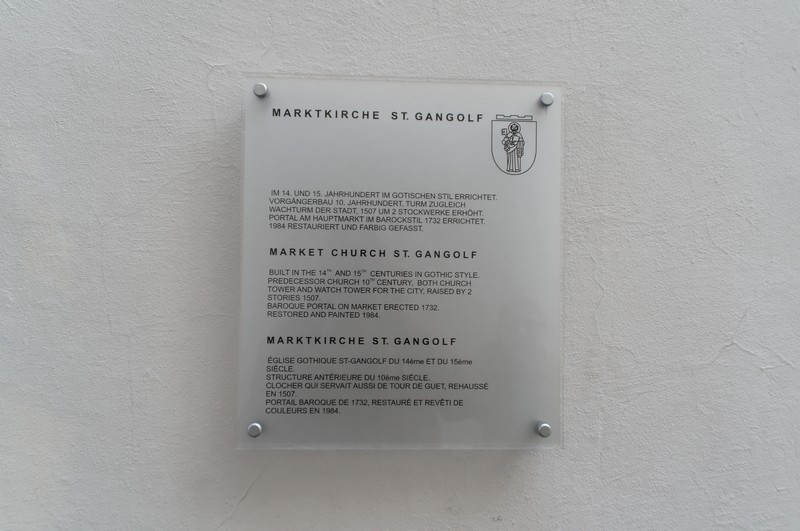 MARKTKIRCHE ST. GANGOLF
IM 14. UND 15. JAHRHUNDERT IM GOTISCHEN STIL ERRICHTET.
VORGÄNGERBAU 10. JAHRHUNDERT, TURM ZUGLEICH
WACHTURM DER STADT, 1507 UM 2 STOCKWERKE ERHÖHT.
PORTAL AM HAUPTMARKT IM BAROCKSTIL 1732 ERRICHTET.
1984 RESTAURIERT UND FARBIG GEFASST.
MARKET CHURCH ST. GANGOLF
BUILT IN THE 14TH AND 15TH CENTURIES IN GOTHIC STYLE.
PREDECESSOR CHURCH 10TH CENTURY, BOTH CHURCH
TOWER AND WATCH TOWER FOR THE CITY, RAISED BY 2
STORIES 1507.
BAROQUE PORTAL ON MARKET ERECTED 1732.
RESTORED AND PAINTED 1984.
MARKTKIRCHE ST. GANGOLF
ÉGLISE GOTHIQUE ST-GANGOLF DU 14ème ET DU 15ème
SIÈCLE.
STRUCTURE ANTÉRIEURE DU 10ème SIÈCLE.
CLOCHER QUI SERVAIT AUSSI DE TOUR DE GUET, REHAUSSÉ
EN 1507.
PORTAIL BAROQUE DE 1732, RESTAURÉ ET REVÊTI DE
COULEURS EN 1984.